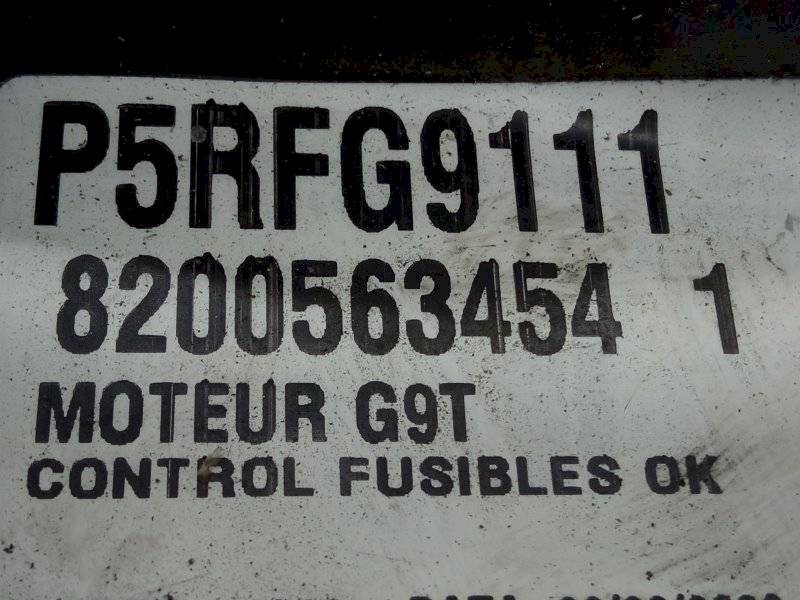 P5RFG9111
8200563454 1
MOTEUR G9T
CONTROL FUSIBLES OK